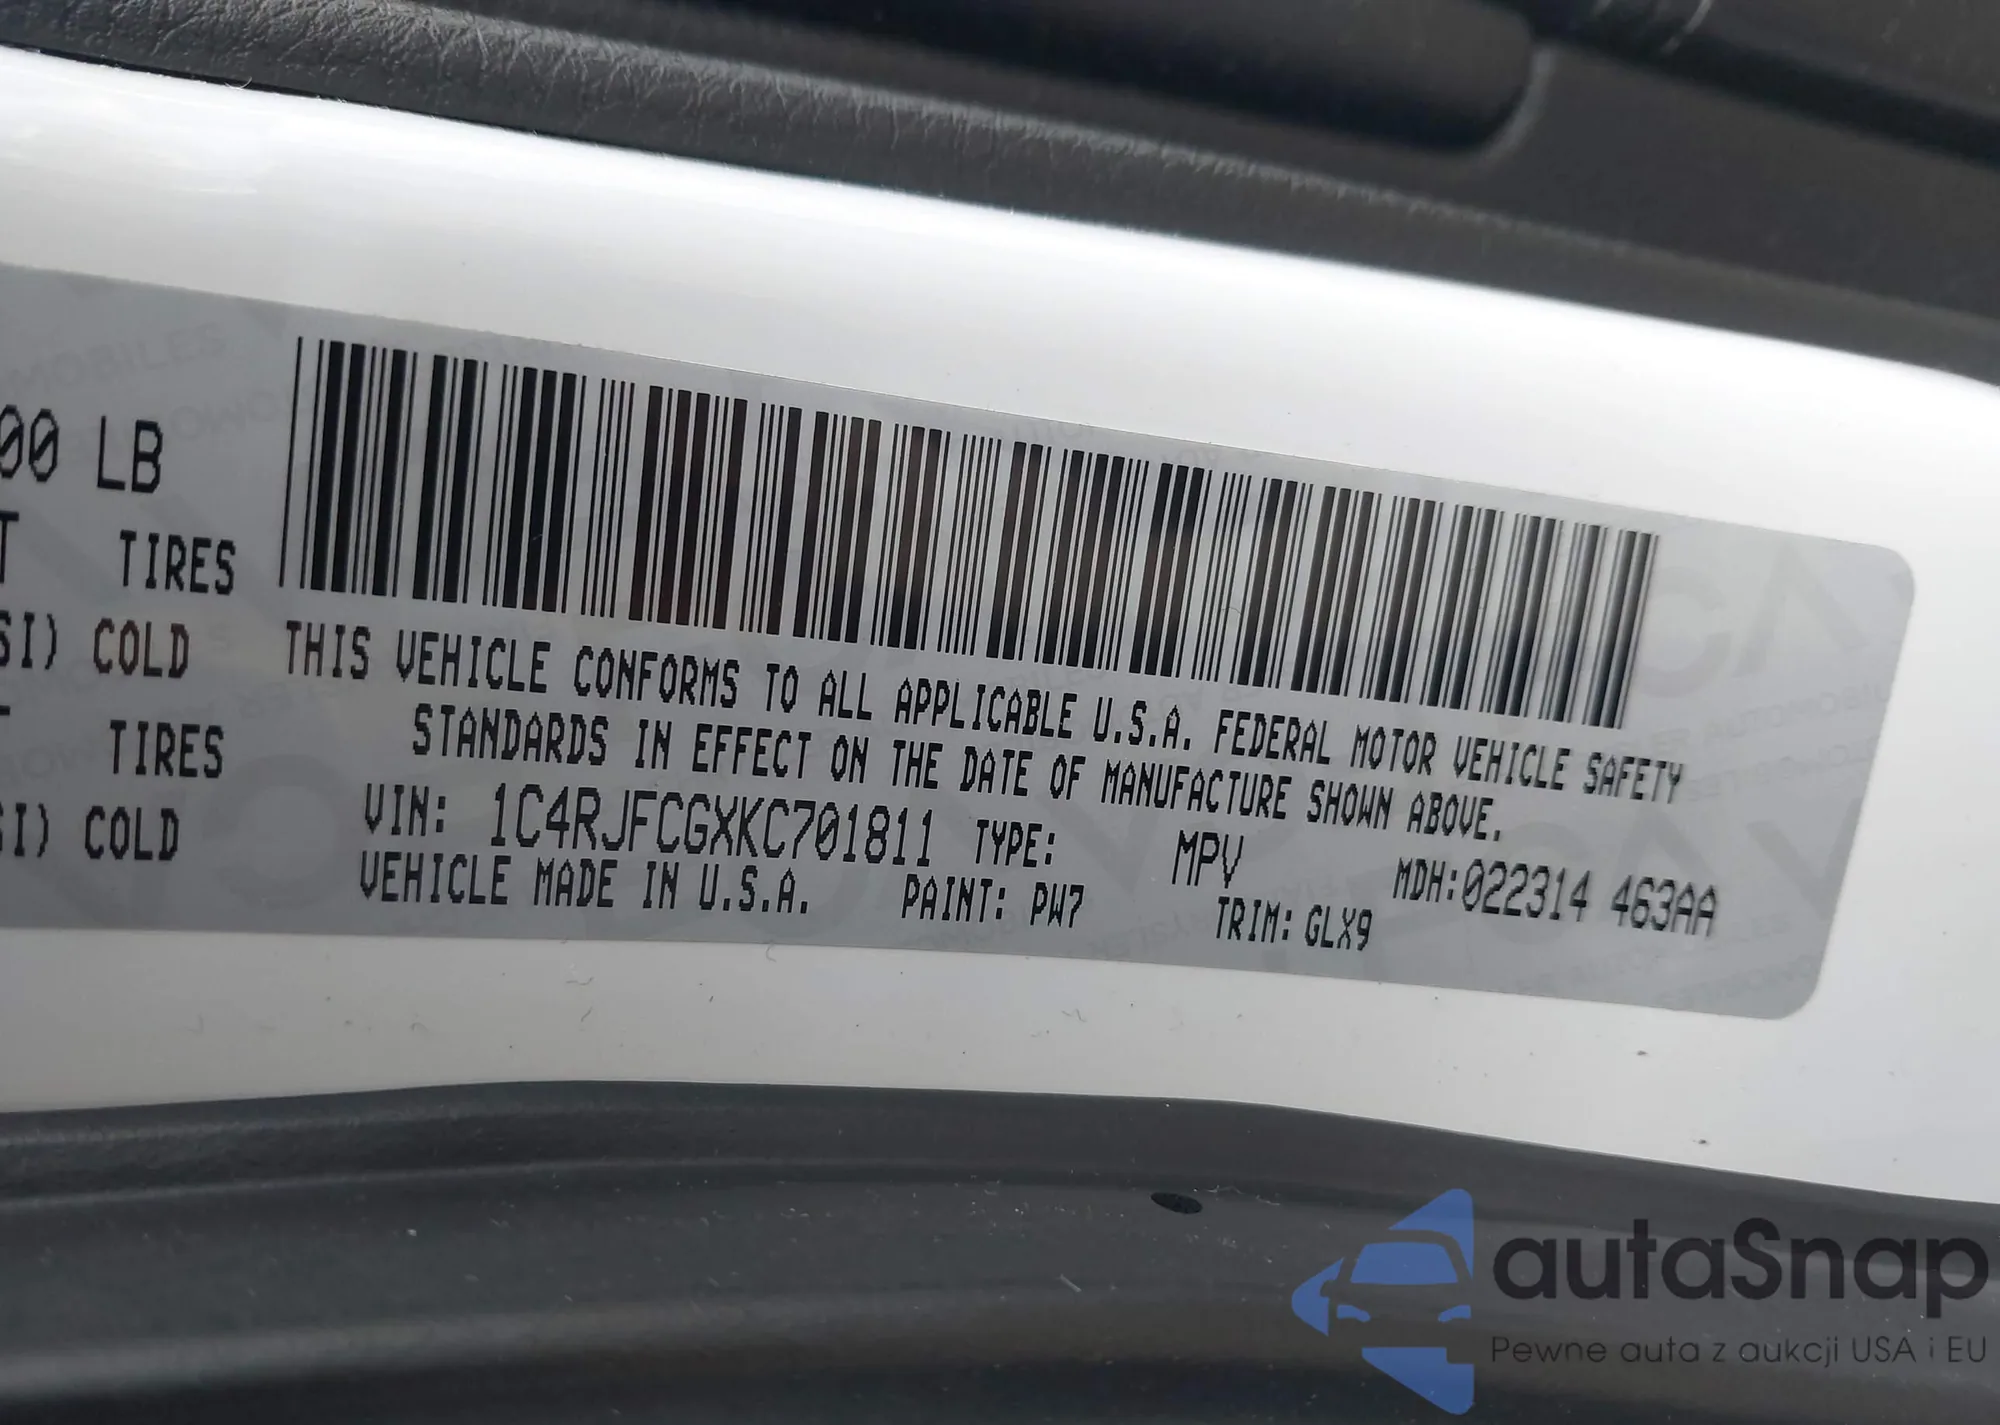 00 LB
T TIRES
SI) COLD
TIRES
SI) COLD
THIS VEHICLE CONFORMS TO ALL APPLICABLE U.S.A. FEDERAL MOTOR VEHICLE SAFETY
STANDARDS IN EFFECT ON THE DATE OF MANUFACTURE SHOWN ABOVE.
VIN: 1C4RJFCGXKC701811 TYPE: MPV MDH:022314 463AA
VEHICLE MADE IN U.S.A. PAINT: PW7 TRIM: GLX9
autaSnap
Pewne auta z aukcji USA i EU